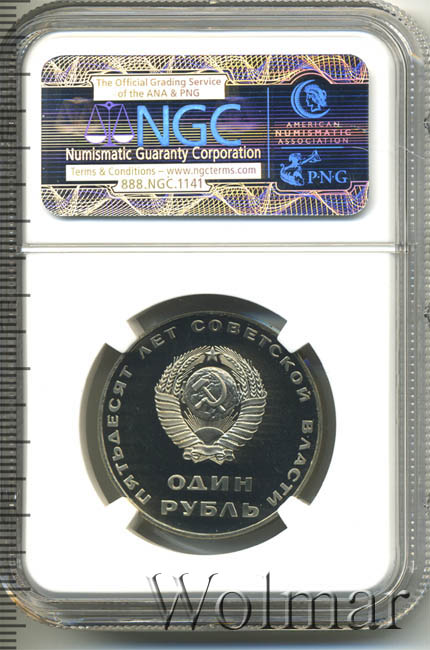 The Official Grading Service
of the ANA & PNG
NGC
Numismatic Guaranty Corporation
Terms & Conditions – www.ngcterms.com
888.NGC.1141
AMERICAN
NUMISMATIC
ASSOCIATION
P·N·G
ПЯТЬДЕСЯТ ЛЕТ СОВЕТСКОЙ ВЛАСТИ
ОДИН
РУБЛЬ
Wolmar